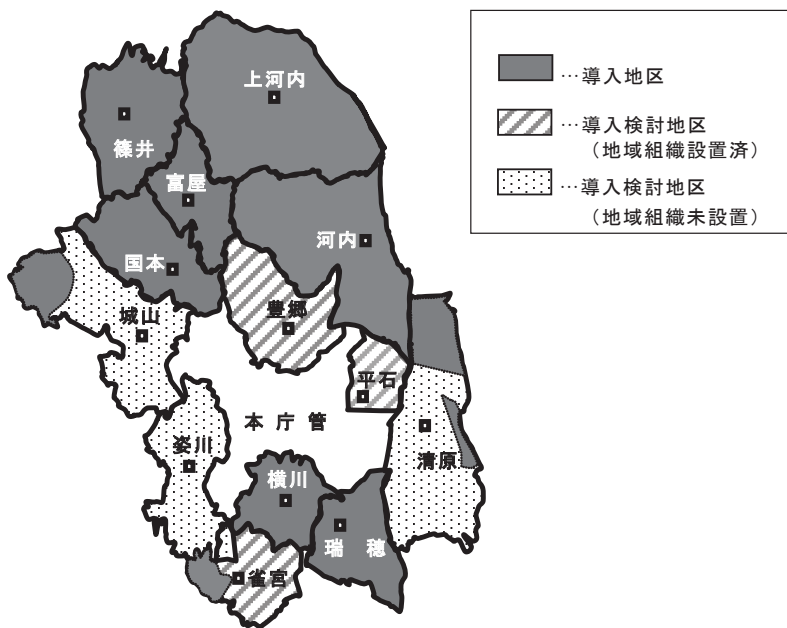 …導入地区
…導入検討地区
（地域組織設置済）
…導入検討地区
（地域組織未設置）
上河内
篠井
富屋
河内
国本
城山
豊郷
平石
本庁管
姿川
清原
横川
瑞穂
雀宮